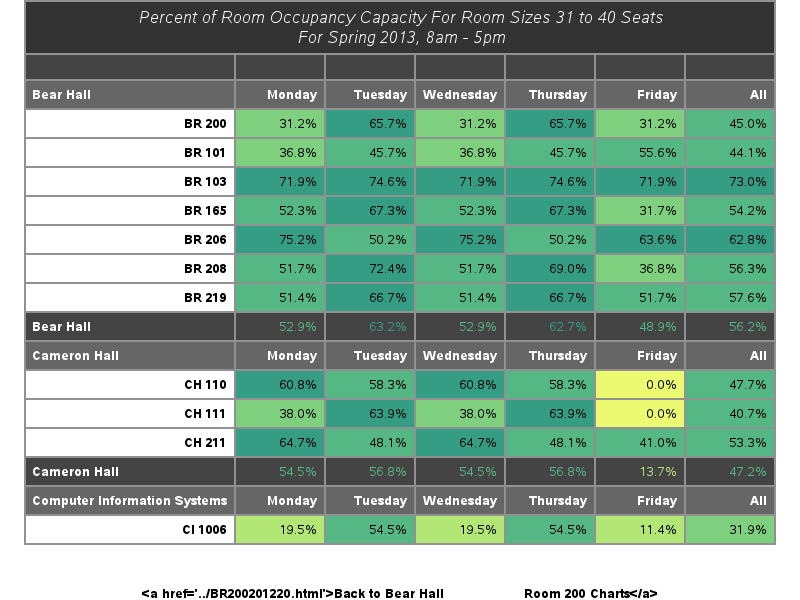 Percent of Room Occupancy Capacity For Room Sizes 31 to 40 Seats
For Spring 2013, 8am - 5pm
Bear Hall Monday Tuesday Wednesday Thursday Friday All
BR 200 31.2% 65.7% 31.2% 65.7% 31.2% 45.0%
BR 101 36.8% 45.7% 36.8% 45.7% 55.6% 44.1%
BR 103 71.9% 74.6% 71.9% 74.6% 71.9% 73.0%
BR 165 52.3% 67.3% 52.3% 67.3% 31.7% 54.2%
BR 206 75.2% 50.2% 75.2% 50.2% 63.6% 62.8%
BR 208 51.7% 72.4% 51.7% 69.0% 36.8% 56.3%
BR 219 51.4% 66.7% 51.4% 66.7% 51.7% 57.6%
Bear Hall 52.9% 63.2% 52.9% 62.7% 48.9% 56.2%
Cameron Hall Monday Tuesday Wednesday Thursday Friday All
CH 110 60.8% 58.3% 60.8% 58.3% 0.0% 47.7%
CH 111 38.0% 63.9% 38.0% 63.9% 0.0% 40.7%
CH 211 64.7% 48.1% 64.7% 48.1% 41.0% 53.3%
Cameron Hall 54.5% 56.8% 54.5% 56.8% 13.7% 47.2%
Computer Information Systems Monday Tuesday Wednesday Thursday Friday All
CI 1006 19.5% 54.5% 19.5% 54.5% 11.4% 31.9%
<a href='../BR200201220.html'>Back to Bear Hall Room 200 Charts</a>